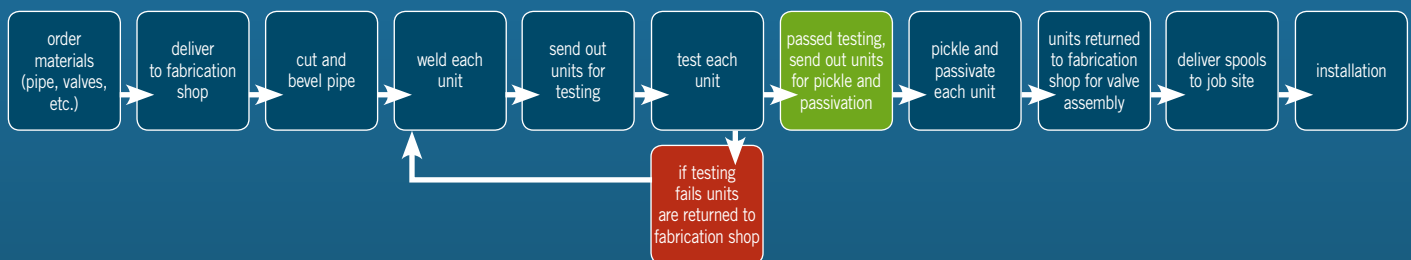 order
materials
(pipe, valves,
etc.)
deliver
to fabrication
shop
cut and
bevel pipe
weld each
unit
send out
units for
testing
test each
unit
passed testing,
send out units
for pickle and
passivation
pickle and
passivate
each unit
units returned
to fabrication
shop for valve
assembly
deliver spools
to job site
installation
if testing
fails units
are returned to
fabrication shop